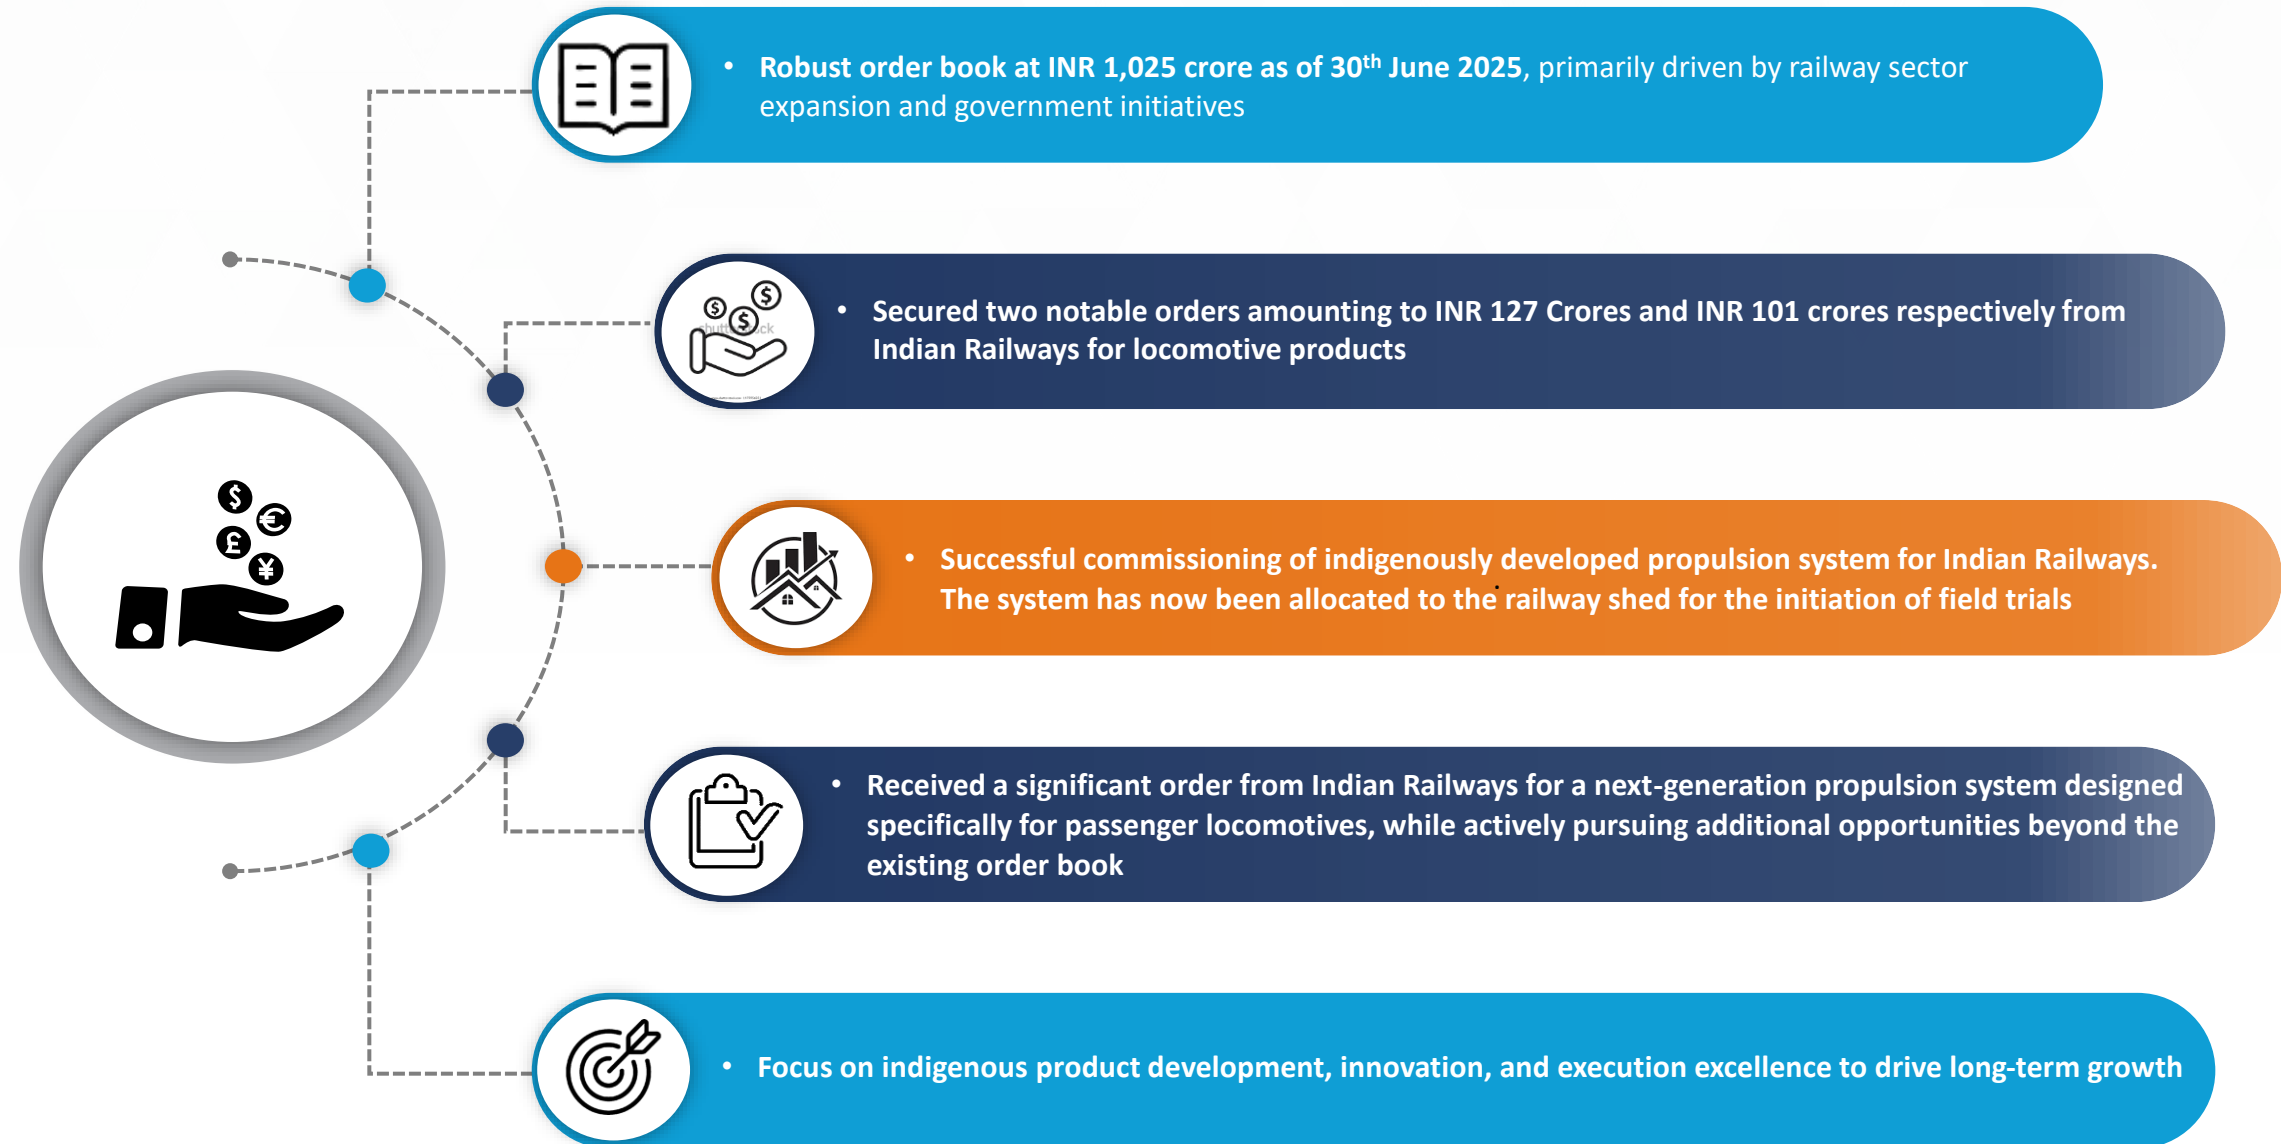 • Robust order book at INR 1,025 crore as of 30th June 2025, primarily driven by railway sector
expansion and government initiatives
• Secured two notable orders amounting to INR 127 Crores and INR 101 crores respectively from
Indian Railways for locomotive products
• Successful commissioning of indigenously developed propulsion system for Indian Railways.
The system has now been allocated to the railway shed for the initiation of field trials
• Received a significant order from Indian Railways for a next-generation propulsion system designed
specifically for passenger locomotives, while actively pursuing additional opportunities beyond the
existing order book
• Focus on indigenous product development, innovation, and execution excellence to drive long-term growth